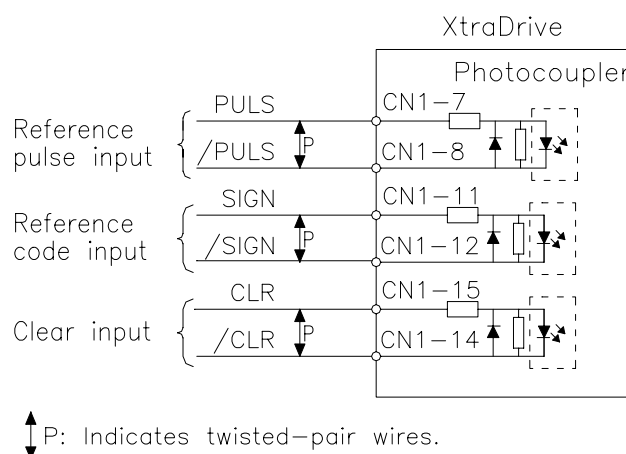 XtraDrive
Photocoupler
PULS
CN1-7
Reference
pulse input
P
/PULS
CN1-8
SIGN
CN1-11
Reference
code input
P
/SIGN
CN1-12
CLR
CN1-15
Clear input
P
/CLR
CN1-14
P: Indicates twisted-pair wires.